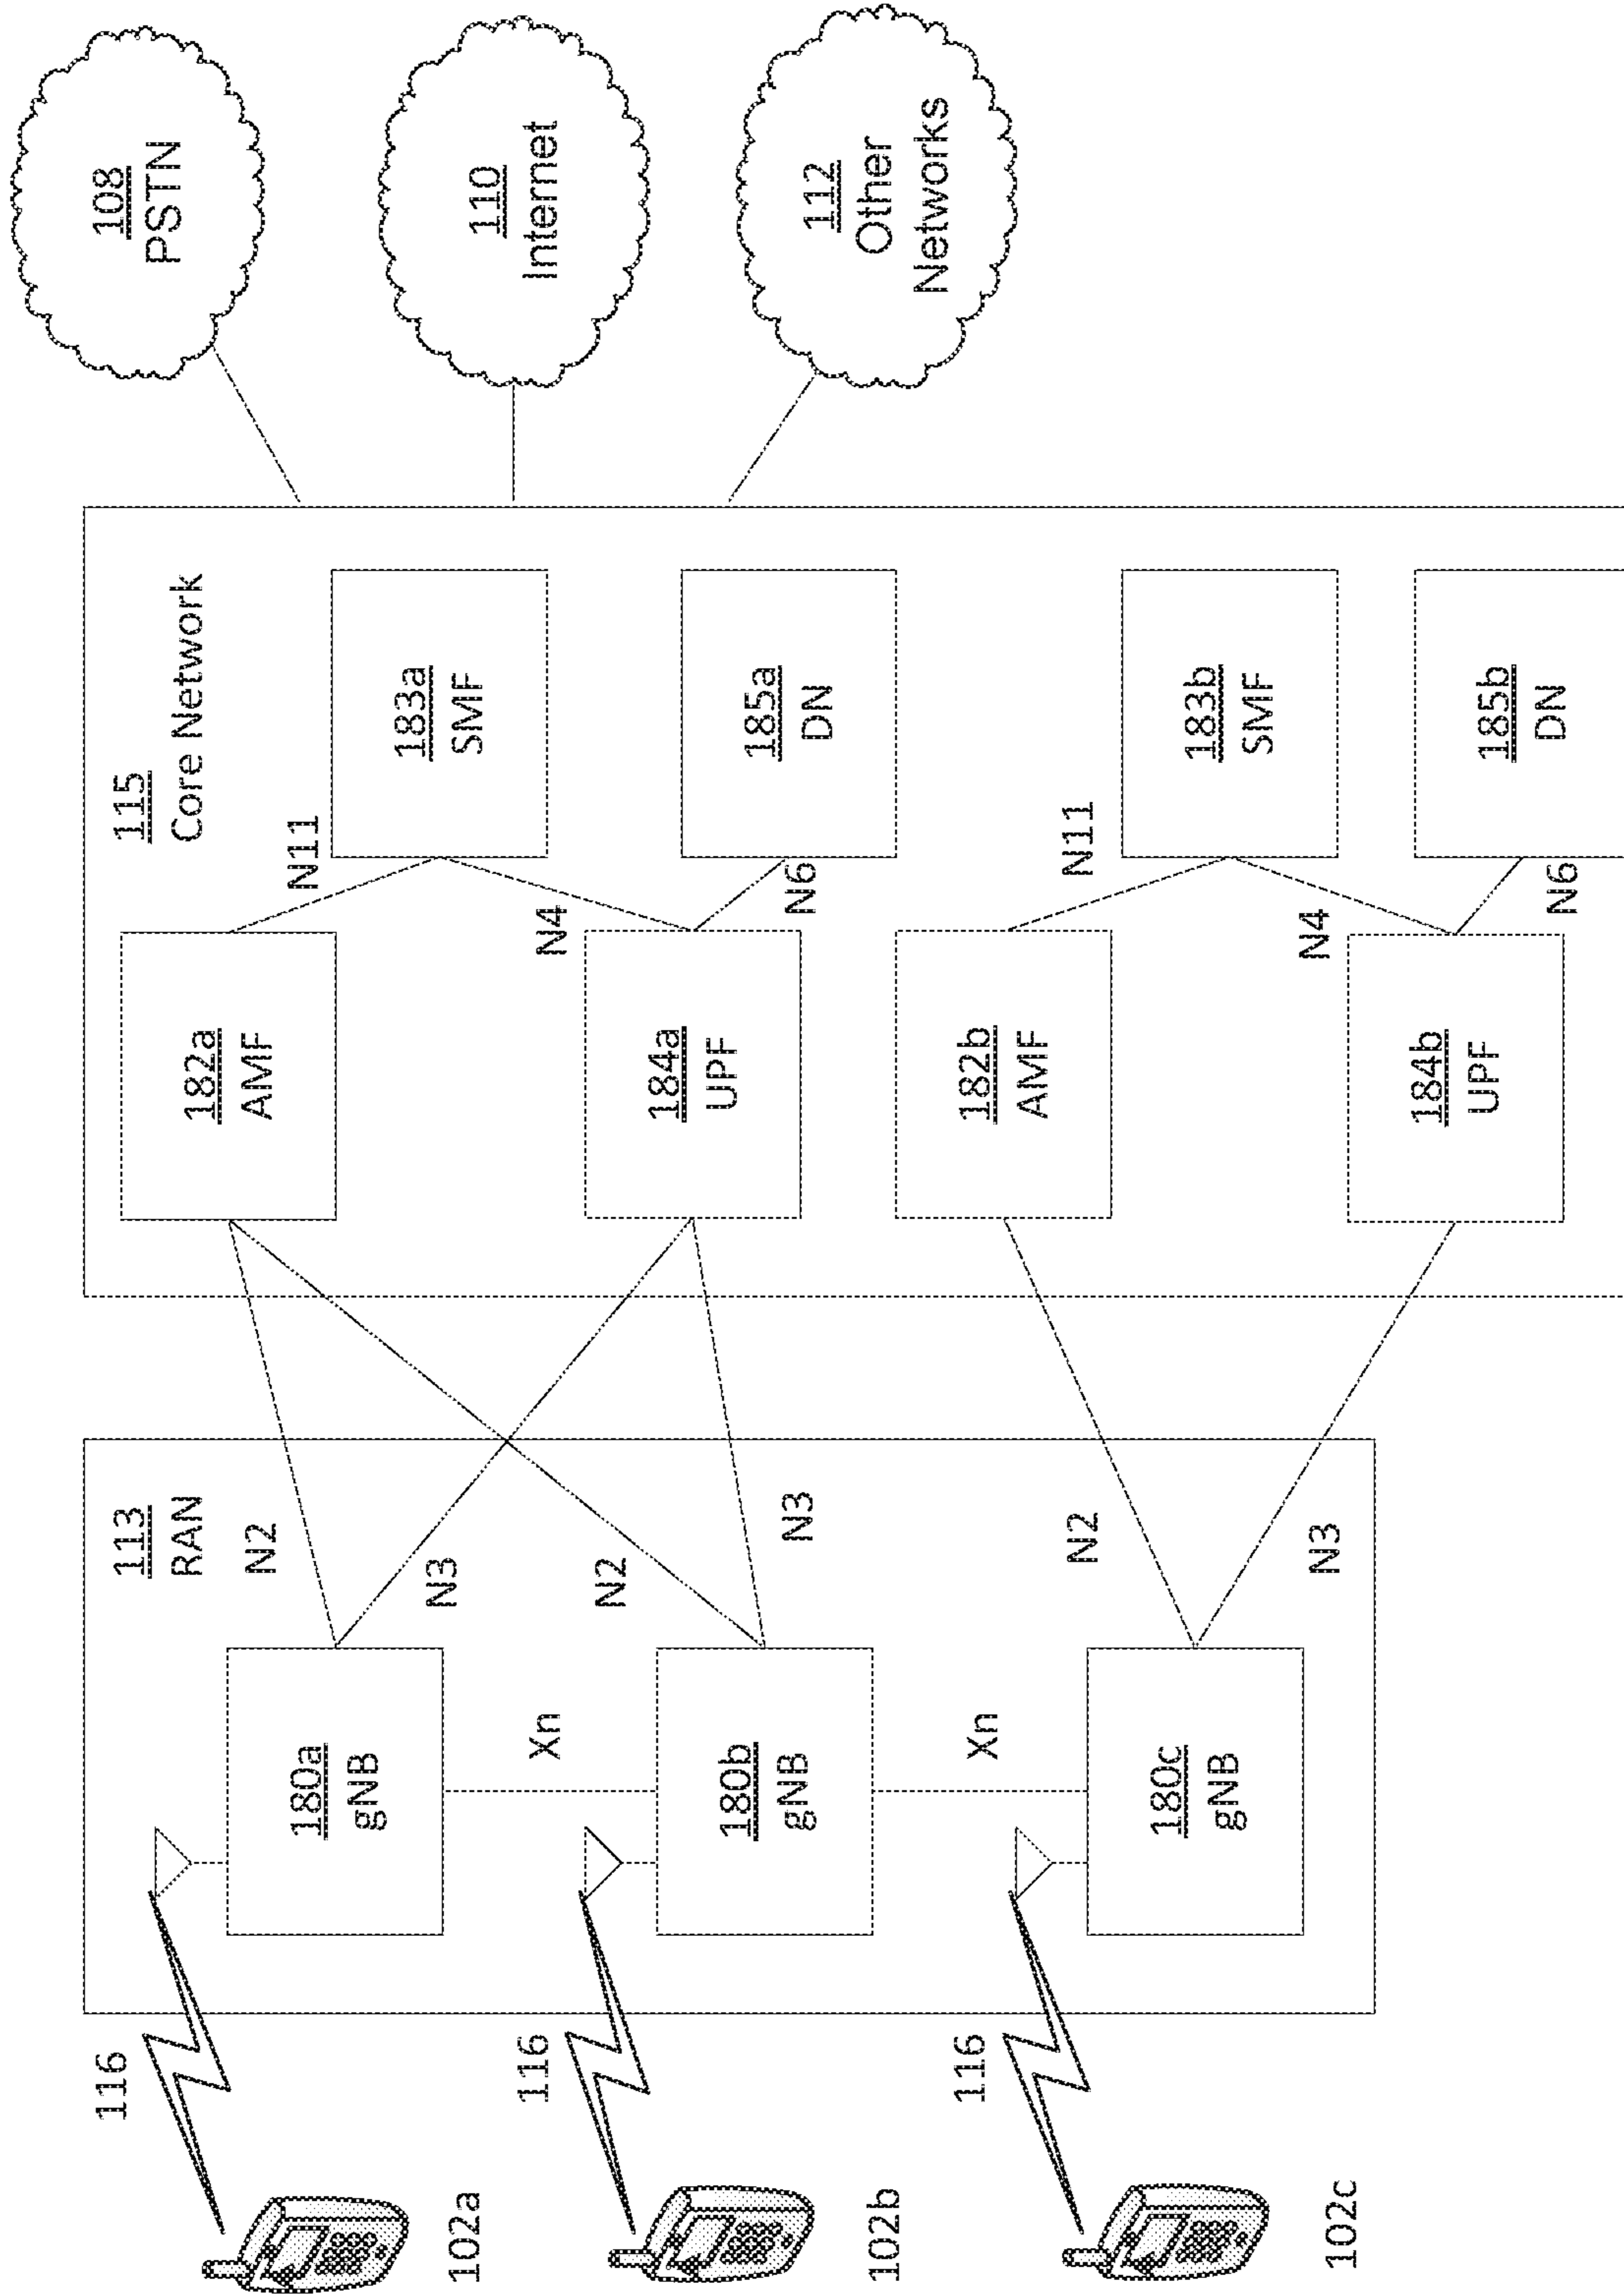 116
102a
116
102b
116
102c
113
RAN
N2
180a
gNB
N3
Xn
N2
180b
gNB
N3
Xn
N2
180c
gNB
N3
115
Core Network
182a
AMF
N11
183a
SMF
N4
184a
UPF
185a
DN
N6
182b
AMF
N11
183b
SMF
N4
184b
UPF
185b
DN
N6
108
PSTN
110
Internet
112
Other
Networks